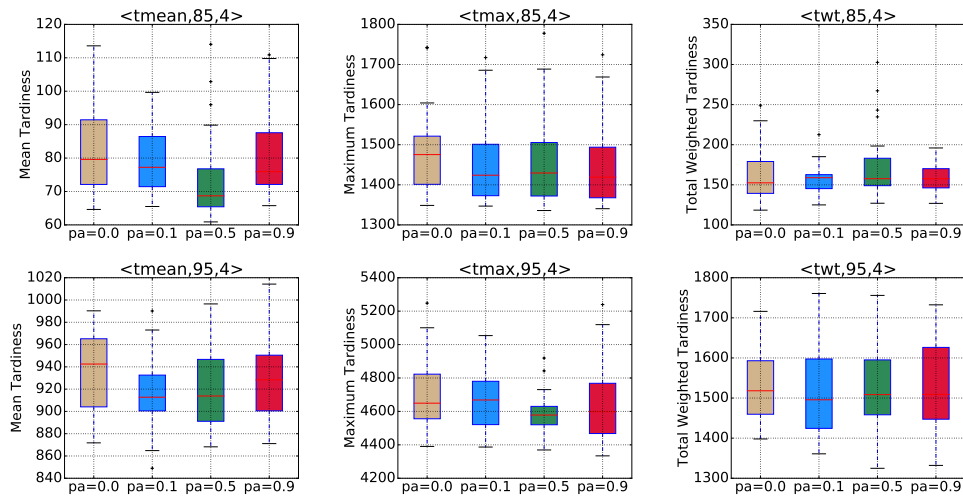 <tmean,85,4>
Mean Tardiness
120
110
100
90
80
70
60
pa=0.0 pa=0.1 pa=0.5 pa=0.9
<tmax,85,4>
Maximum Tardiness
1800
1700
1600
1500
1400
1300
pa=0.0 pa=0.1 pa=0.5 pa=0.9
<twt,85,4>
Total Weighted Tardiness
350
300
250
200
150
100
pa=0.0 pa=0.1 pa=0.5 pa=0.9
<tmean,95,4>
Mean Tardiness
1020
1000
980
960
940
920
900
880
860
840
pa=0.0 pa=0.1 pa=0.5 pa=0.9
<tmax,95,4>
Maximum Tardiness
5400
5200
5000
4800
4600
4400
4200
pa=0.0 pa=0.1 pa=0.5 pa=0.9
<twt,95,4>
Total Weighted Tardiness
1800
1700
1600
1500
1400
1300
pa=0.0 pa=0.1 pa=0.5 pa=0.9